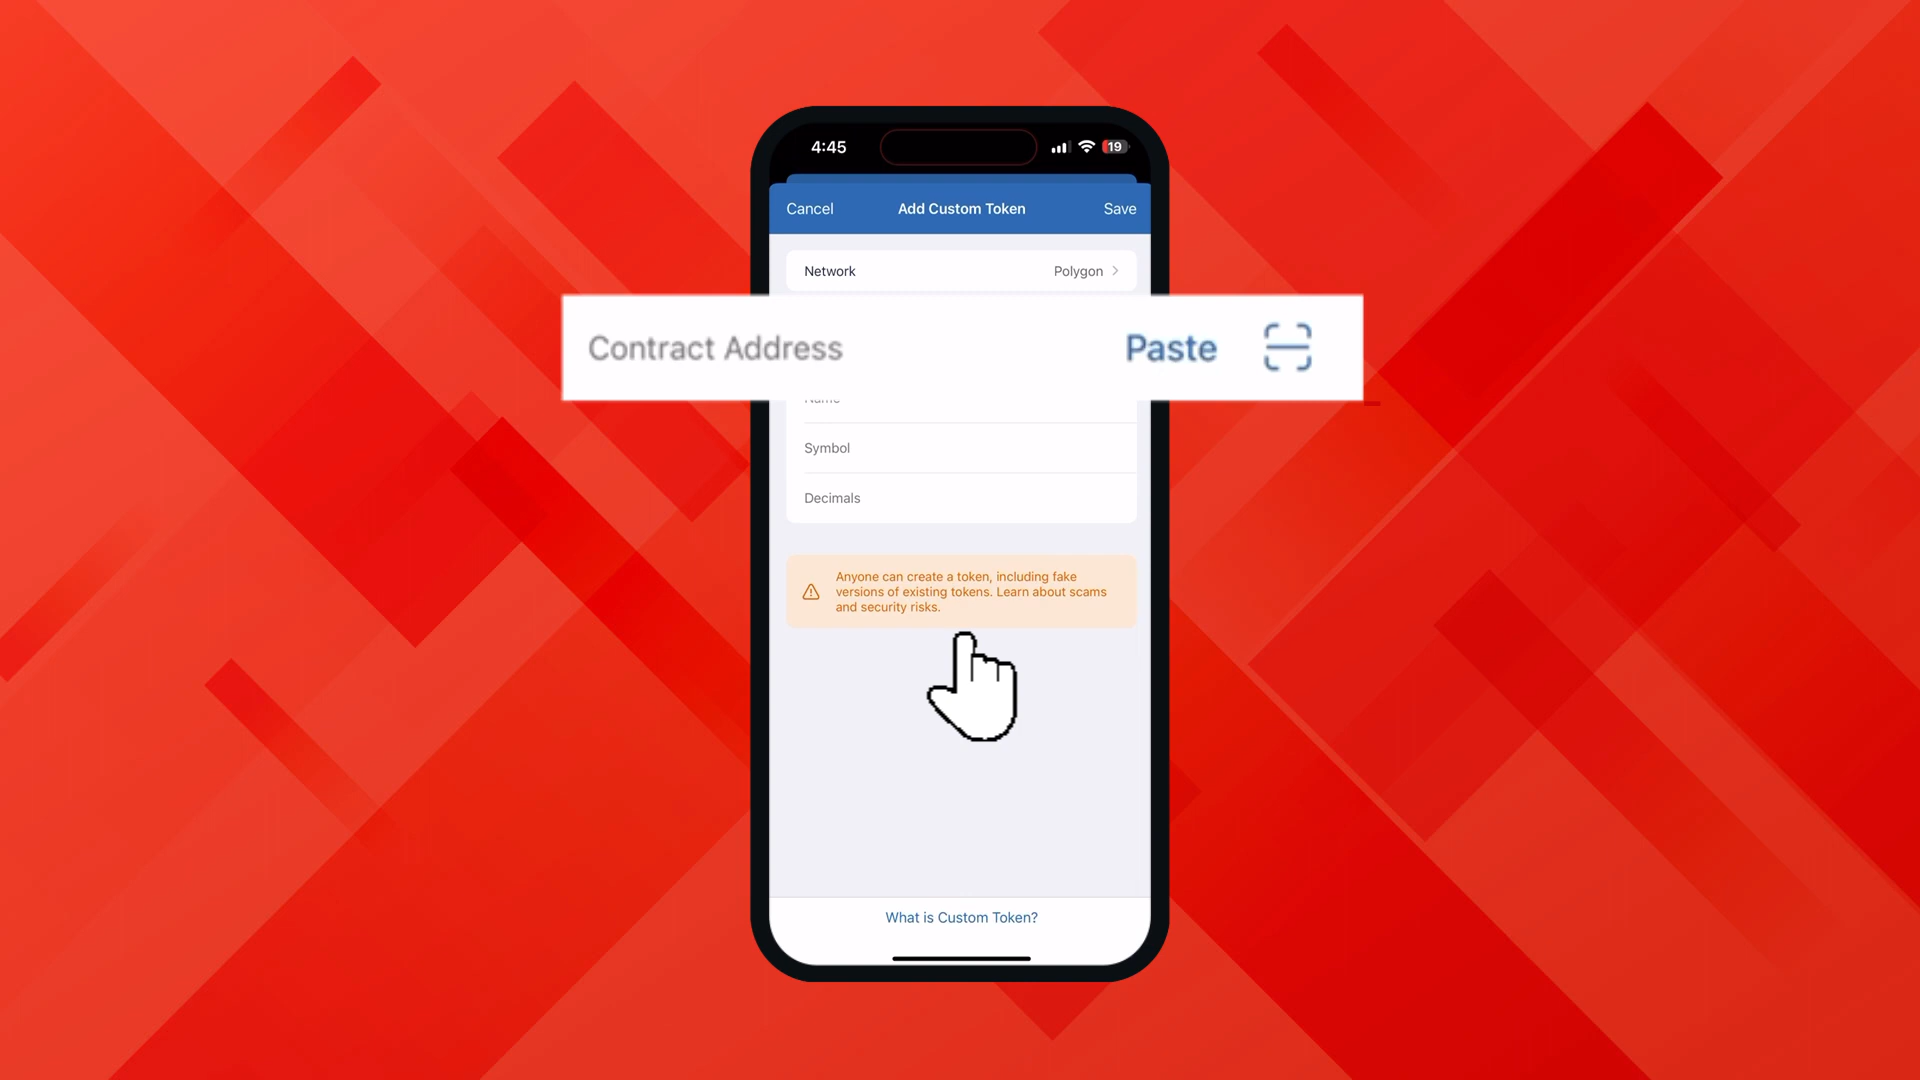 4:45
19
Cancel
Add Custom Token
Save
Network
Polygon
Contract Address
Paste
Name
Symbol
Decimals
Anyone can create a token, including fake
versions of existing tokens. Learn about scams
and security risks.
What is Custom Token?